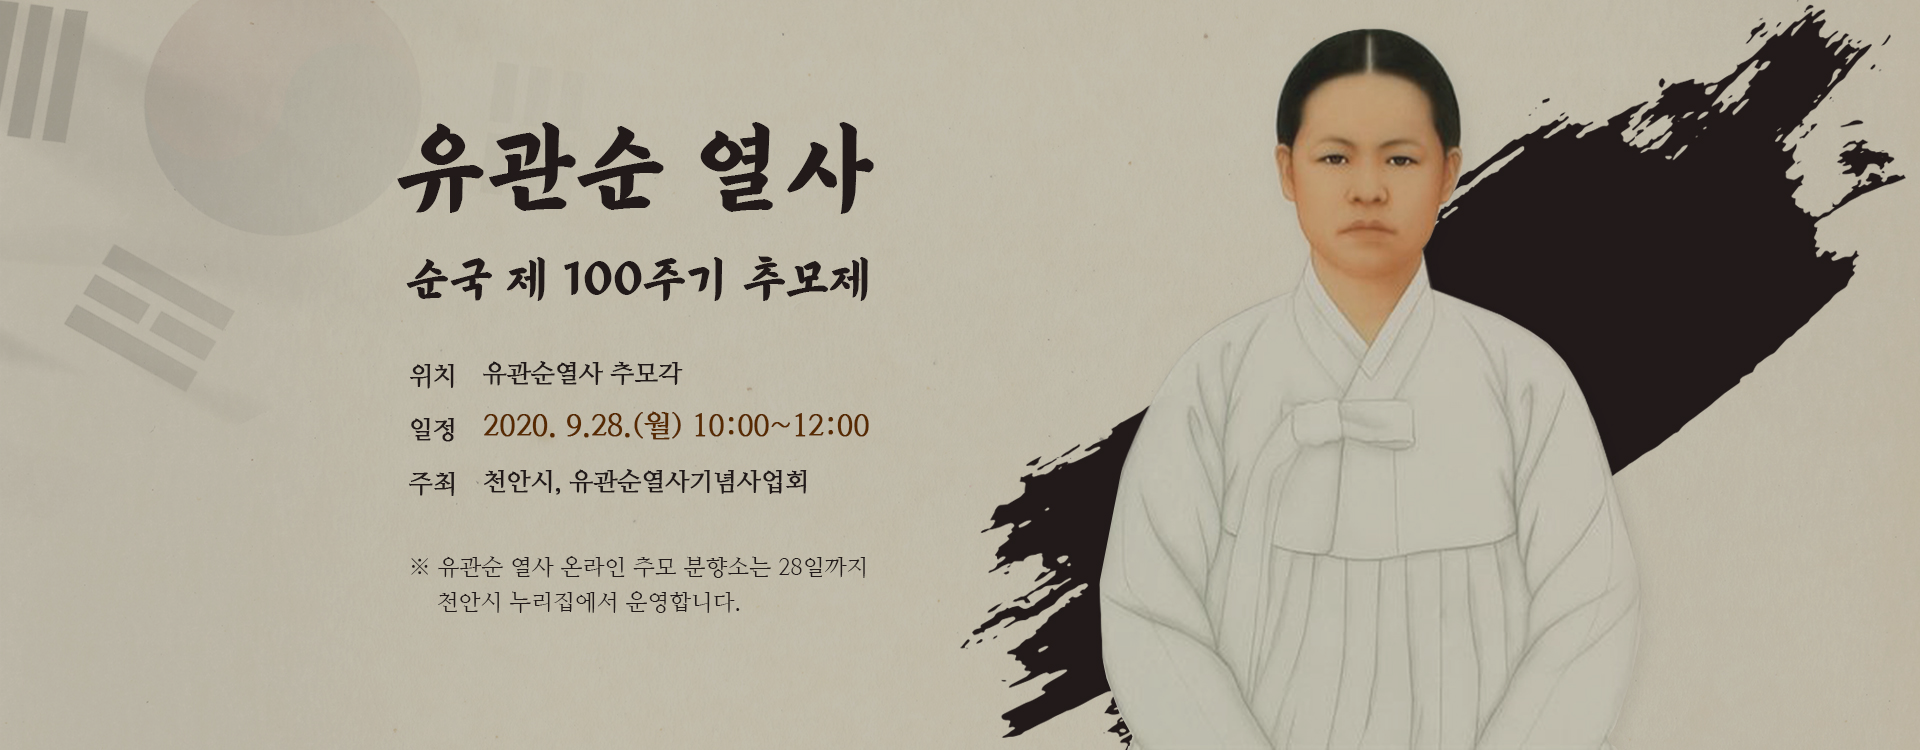 유관순 열사
순국 제 100주기 추모제
위치 유관순열사 추모각
일정 2020. 9.28.(월) 10:00~12:00
주최 천안시, 유관순열사기념사업회
※ 유관순 열사 온라인 추모 분향소는 28일까지
천안시 누리집에서 운영합니다.